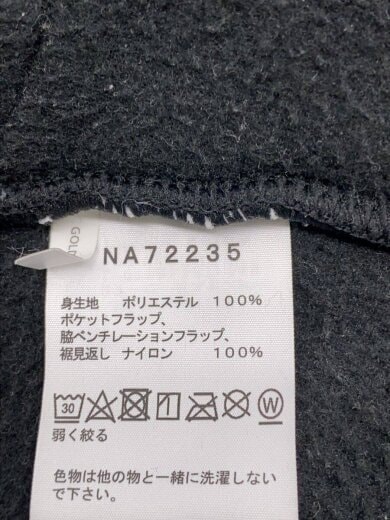 GOLD
NA72235
身生地 ポリエステル 100%
ポケットフラップ、
脇ベンチレーションフラップ、
裾見返し ナイロン 100%
30 W
弱く絞る
色物は他の物と一緒に洗濯しない
で下さい。